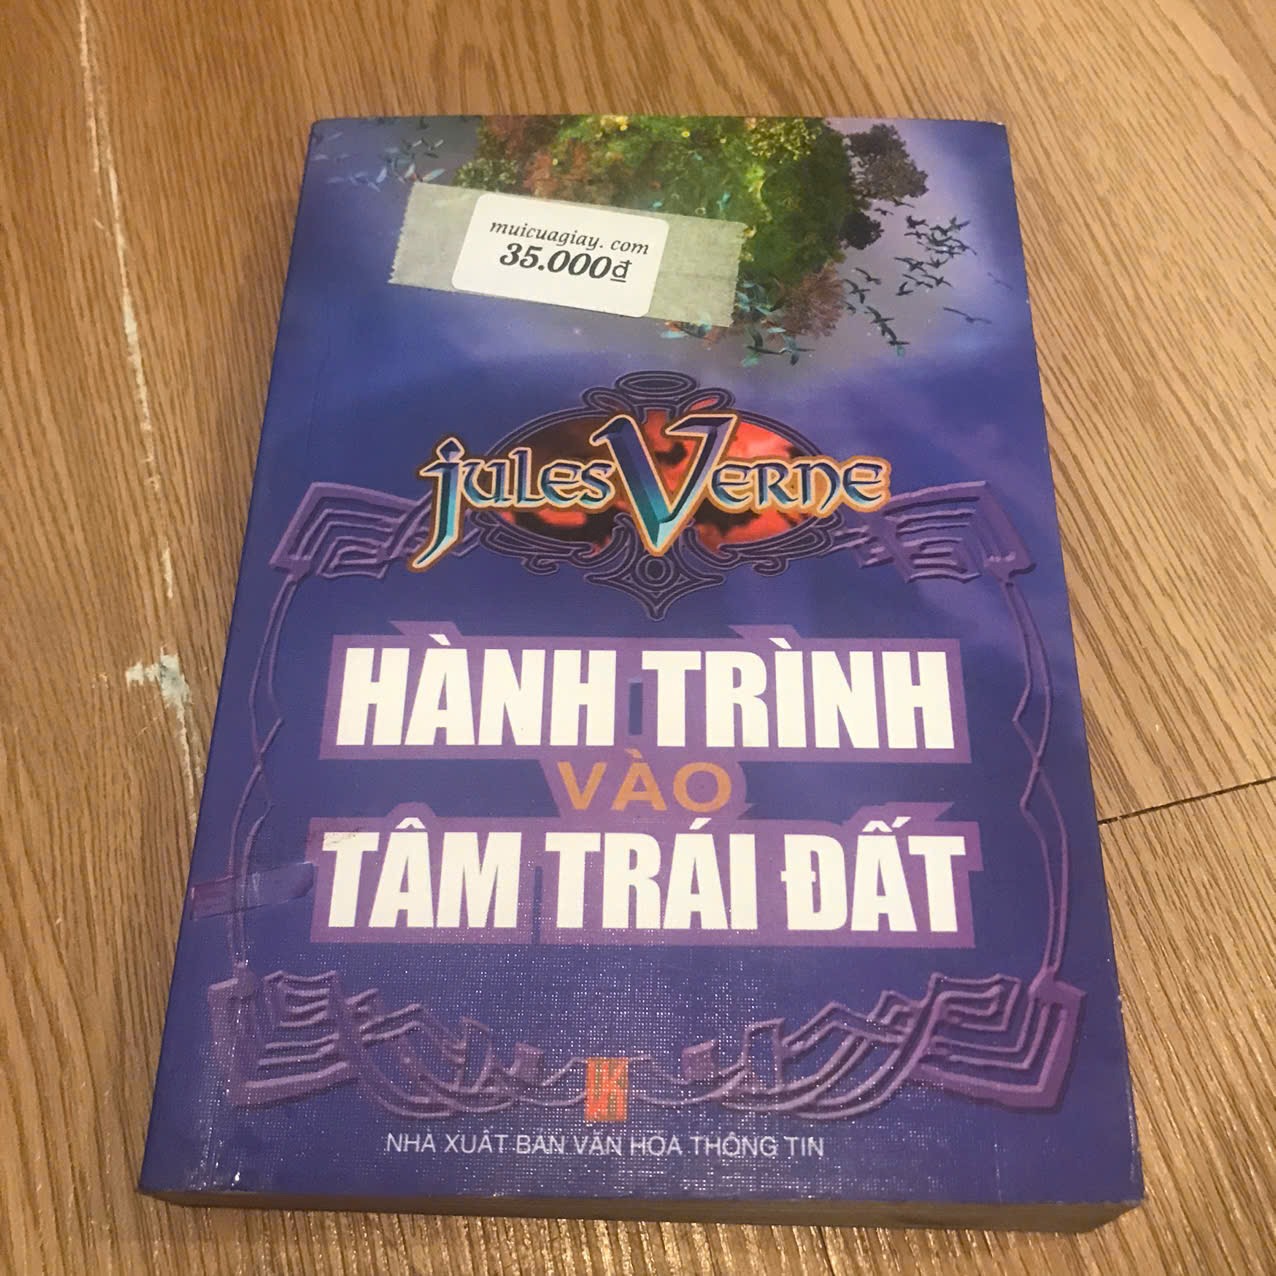 muicuagiay. com
35.000đ
Jules Verne
HÀNH TRÌNH
VÀO
TÂM TRÁI ĐẤT
NHÀ XUẤT BẢN VĂN HÓA THÔNG TIN